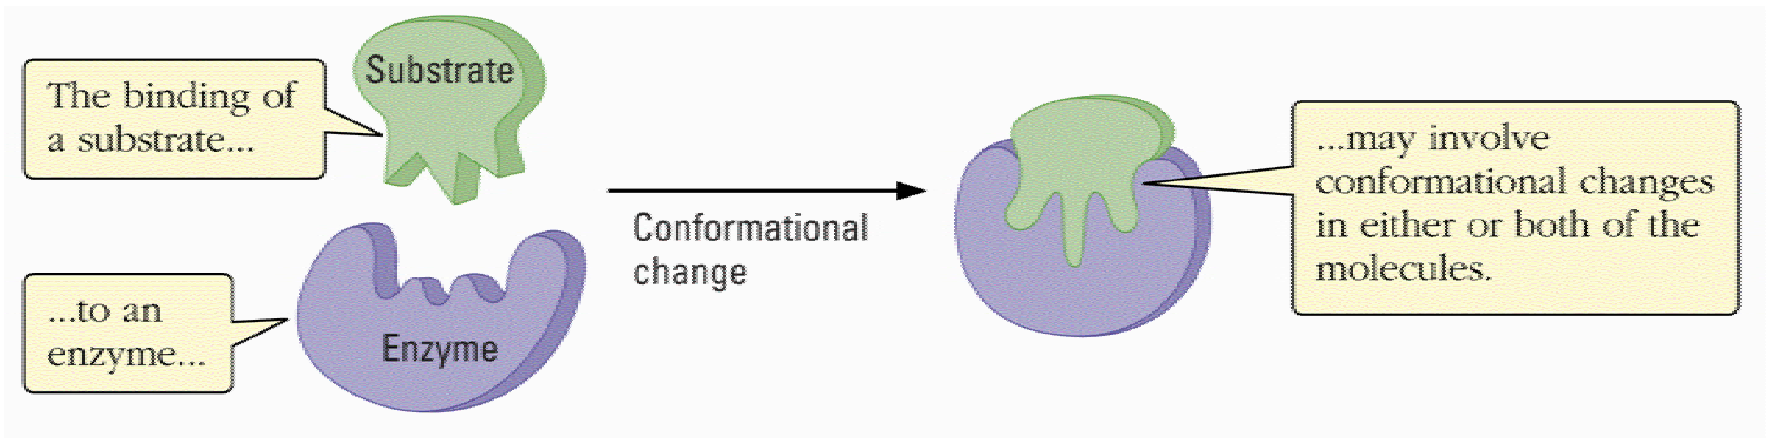 The binding of
a substrate...
Substrate
...to an
enzyme...
Enzyme
Conformational
change
...may involve
conformational changes
in either or both of the
molecules.